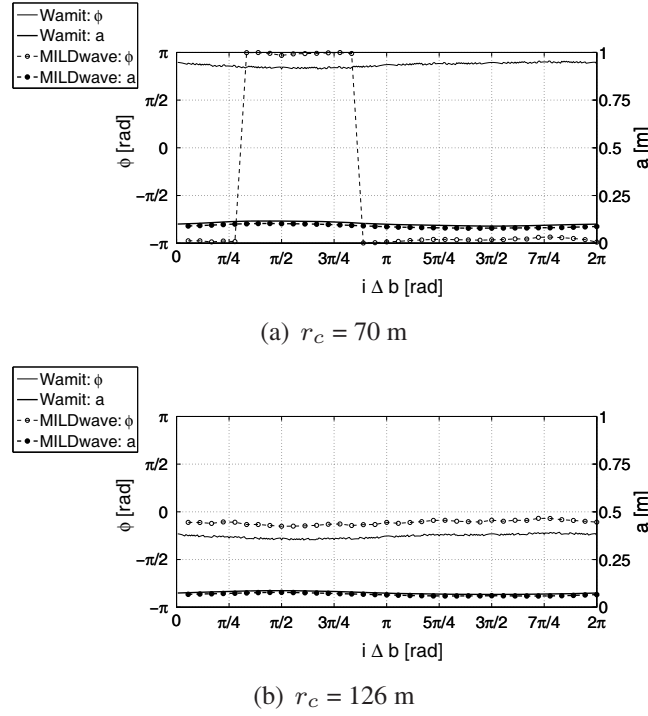 Wamit: ϕ
Wamit: a
MILDwave: ϕ
MILDwave: a
π
π/2
0
−π/2
−π
ϕ [rad]
1
0.75
0.5
0.25
0
a [m]
0 π/4 π/2 3π/4 π 5π/4 3π/2 7π/4 2π
i Δ b [rad]
(a) r_c = 70 m
Wamit: ϕ
Wamit: a
MILDwave: ϕ
MILDwave: a
π
π/2
0
−π/2
−π
ϕ [rad]
1
0.75
0.5
0.25
0
a [m]
0 π/4 π/2 3π/4 π 5π/4 3π/2 7π/4 2π
i Δ b [rad]
(b) r_c = 126 m